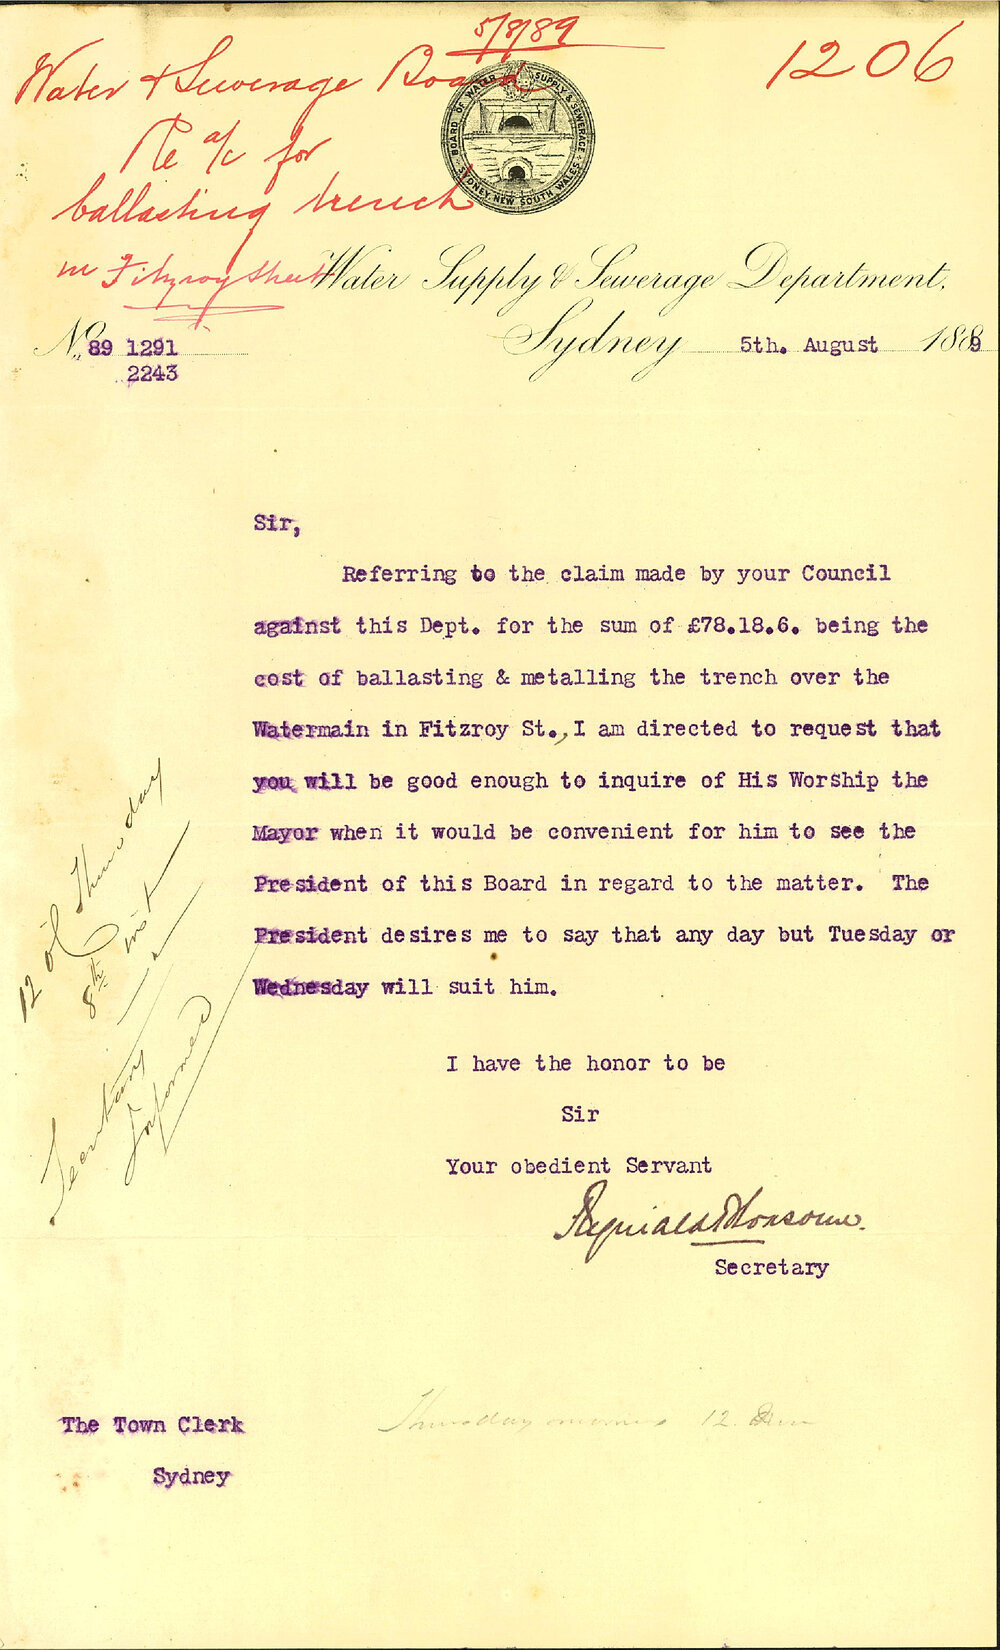 5/8/89
1206
Water & Sewerage Board
Re a/c for
ballasting trench
in Fitzroy Street
BOARD OF WATER SUPPLY & SEWERAGE
SYDNEY NEW SOUTH WALES
Water Supply & Sewerage Department,
Sydney 5th. August 1889
No. 89 1291
2243
Sir,
Referring to the claim made by your Council
against this Dept. for the sum of £78.18.6. being the
cost of ballasting & metalling the trench over the
Watermain in Fitzroy St., I am directed to request that
you will be good enough to inquire of His Worship the
Mayor when it would be convenient for him to see the
President of this Board in regard to the matter. The
President desires me to say that any day but Tuesday or
Wednesday will suit him.
12 oC Thursday
8th inst
Secretary
Informed
I have the honor to be
Sir
Your obedient Servant
Secretary
The Town Clerk
Sydney
Thursday 12